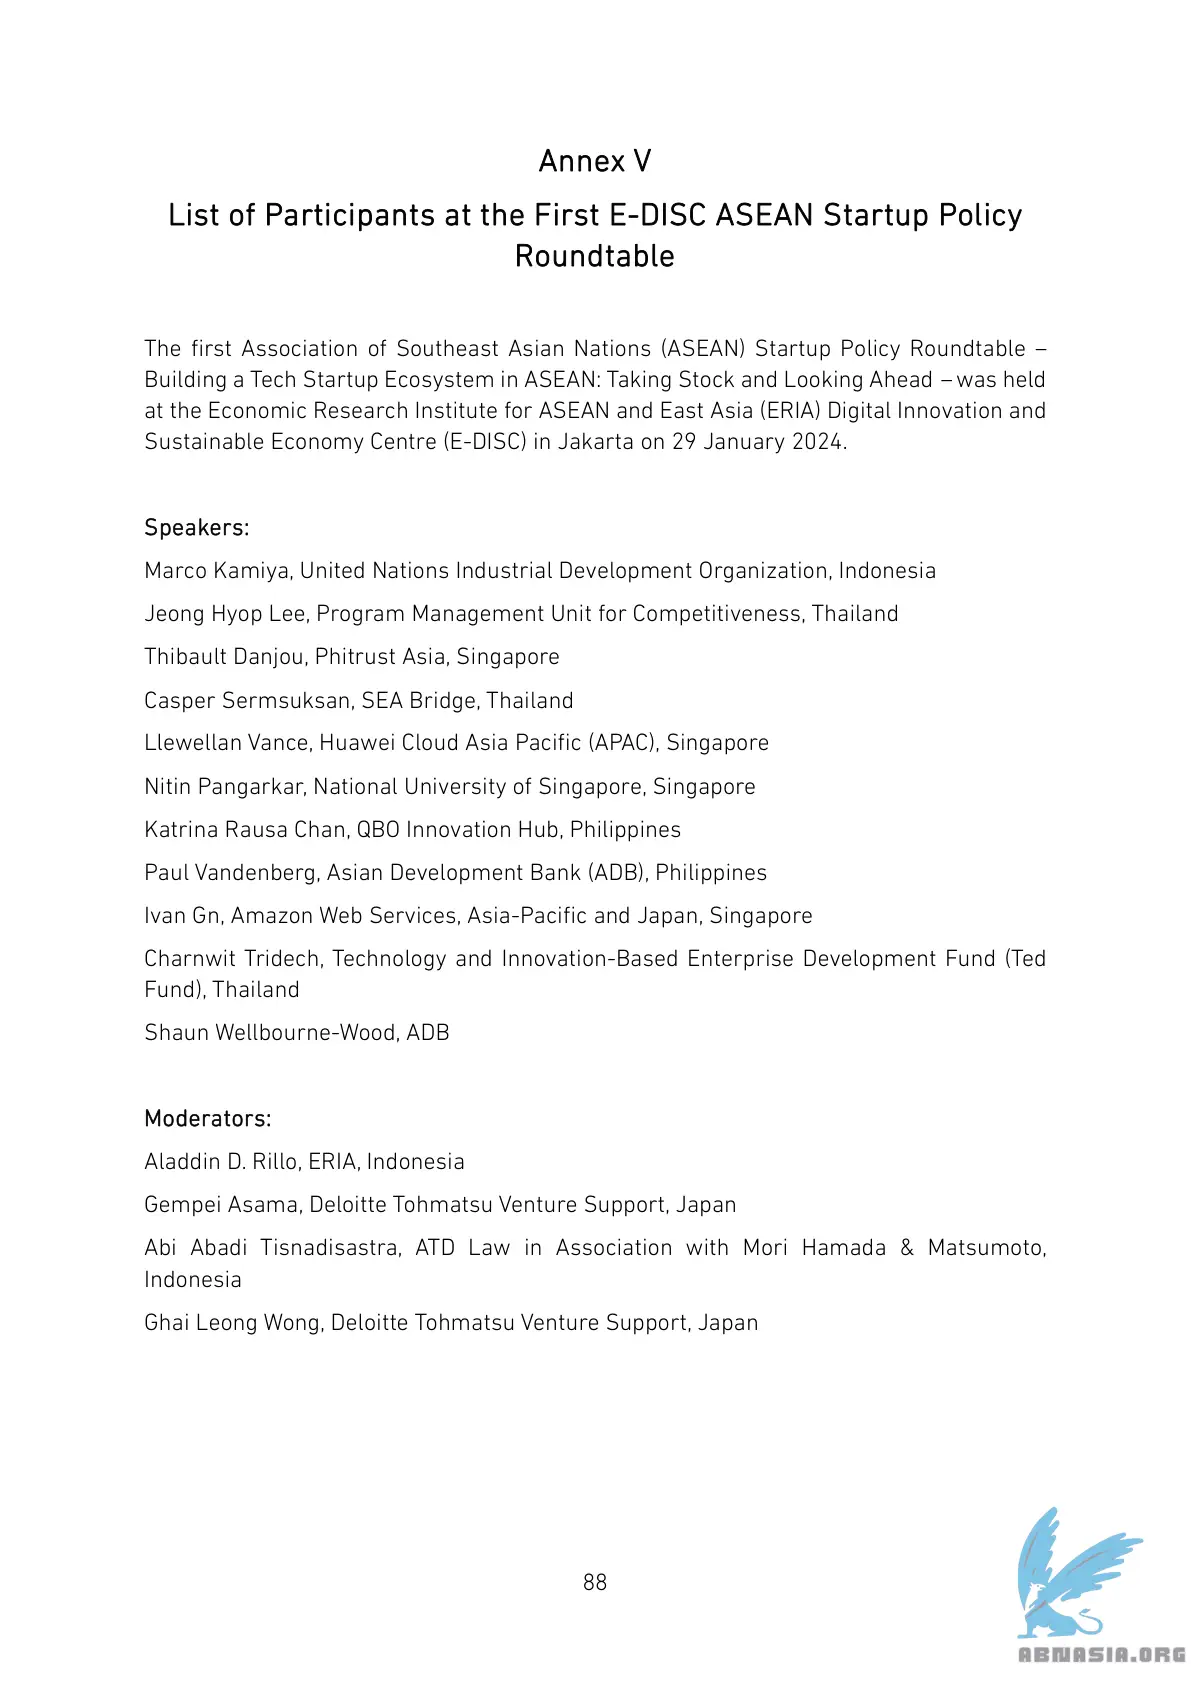 Annex V
List of Participants at the First E-DISC ASEAN Startup Policy
Roundtable
The first Association of Southeast Asian Nations (ASEAN) Startup Policy Roundtable –
Building a Tech Startup Ecosystem in ASEAN: Taking Stock and Looking Ahead – was held
at the Economic Research Institute for ASEAN and East Asia (ERIA) Digital Innovation and
Sustainable Economy Centre (E-DISC) in Jakarta on 29 January 2024.
Speakers:
Marco Kamiya, United Nations Industrial Development Organization, Indonesia
Jeong Hyop Lee, Program Management Unit for Competitiveness, Thailand
Thibault Danjou, Phitrust Asia, Singapore
Casper Sermsuksan, SEA Bridge, Thailand
Llewellan Vance, Huawei Cloud Asia Pacific (APAC), Singapore
Nitin Pangarkar, National University of Singapore, Singapore
Katrina Rausa Chan, QBO Innovation Hub, Philippines
Paul Vandenberg, Asian Development Bank (ADB), Philippines
Ivan Gn, Amazon Web Services, Asia-Pacific and Japan, Singapore
Charnwit Tridech, Technology and Innovation-Based Enterprise Development Fund (Ted
Fund), Thailand
Shaun Wellbourne-Wood, ADB
Moderators:
Aladdin D. Rillo, ERIA, Indonesia
Gempei Asama, Deloitte Tohmatsu Venture Support, Japan
Abi Abadi Tisnadisastra, ATD Law in Association with Mori Hamada & Matsumoto,
Indonesia
Ghai Leong Wong, Deloitte Tohmatsu Venture Support, Japan
88
ABNASIA.ORG